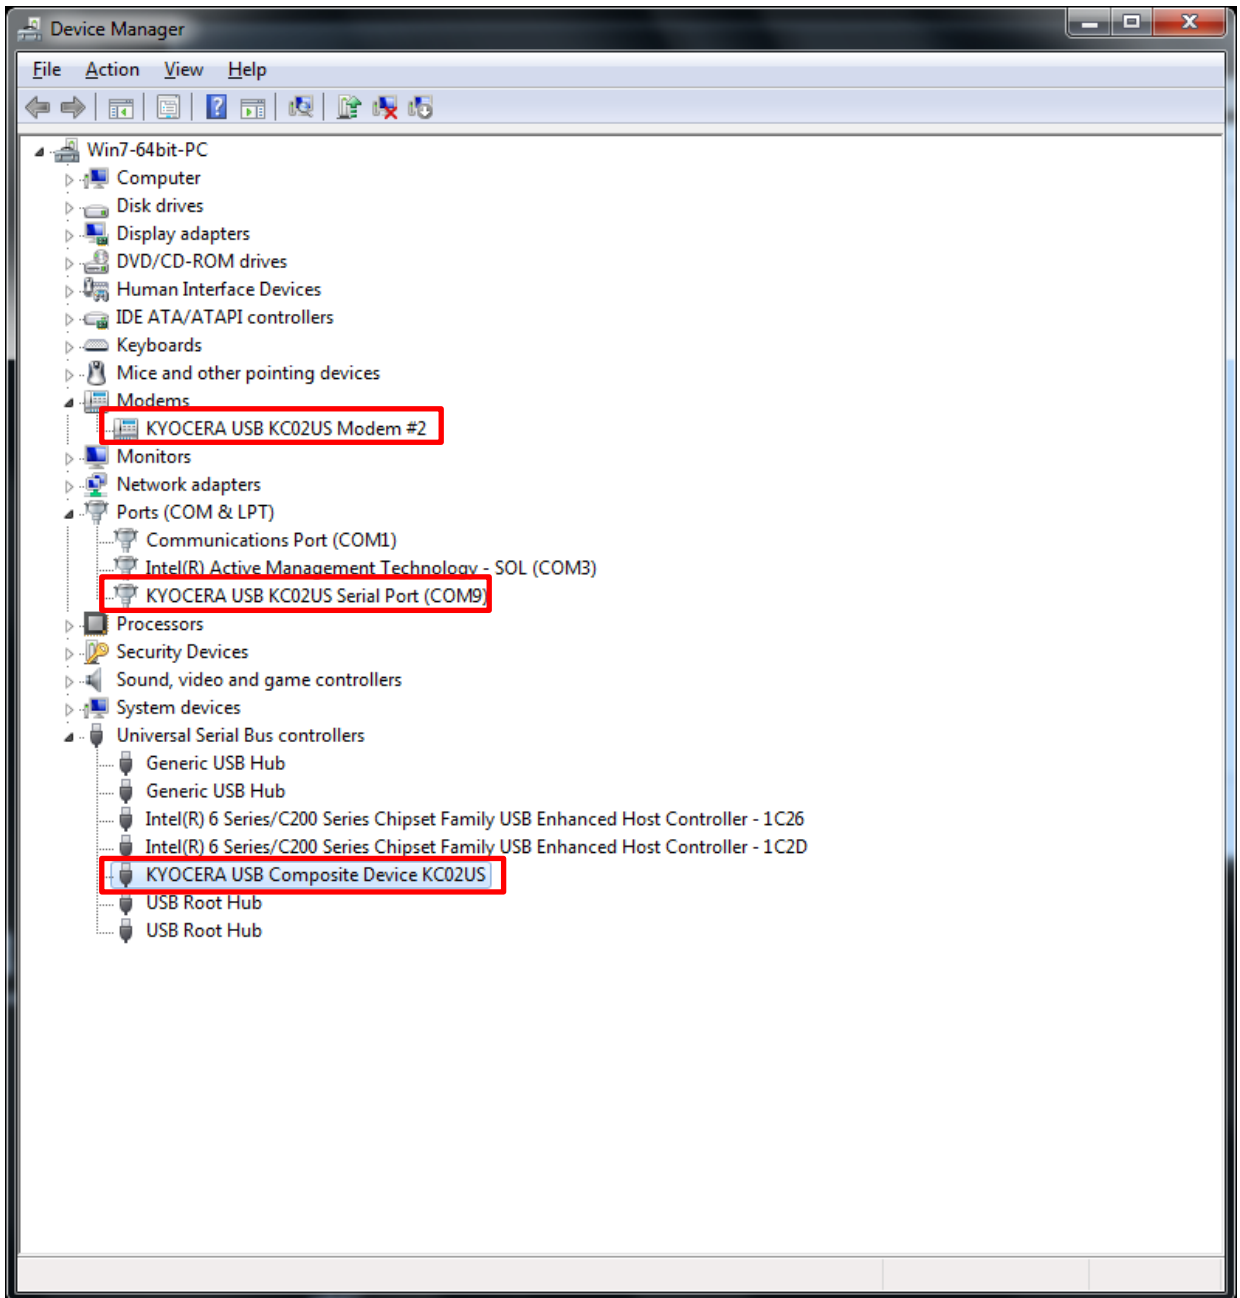 Device Manager
File Action View Help
Win7-64bit-PC
Computer
Disk drives
Display adapters
DVD/CD-ROM drives
Human Interface Devices
IDE ATA/ATAPI controllers
Keyboards
Mice and other pointing devices
Modems
KYOCERA USB KC02US Modem #2
Monitors
Network adapters
Ports (COM & LPT)
Communications Port (COM1)
Intel(R) Active Management Technology - SOL (COM3)
KYOCERA USB KC02US Serial Port (COM9)
Processors
Security Devices
Sound, video and game controllers
System devices
Universal Serial Bus controllers
Generic USB Hub
Generic USB Hub
Intel(R) 6 Series/C200 Series Chipset Family USB Enhanced Host Controller - 1C26
Intel(R) 6 Series/C200 Series Chipset Family USB Enhanced Host Controller - 1C2D
KYOCERA USB Composite Device KC02US
USB Root Hub
USB Root Hub